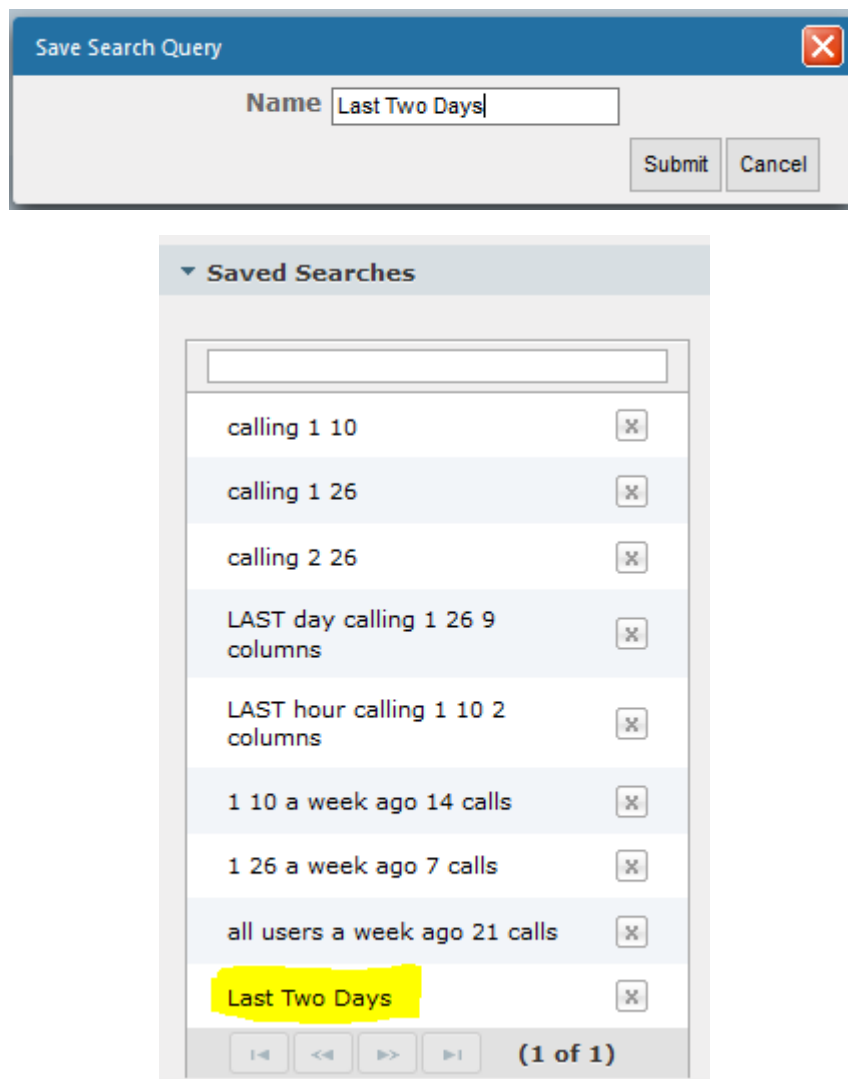 Save Search Query
Name Last Two Days
Submit Cancel
Saved Searches
calling 1 10
calling 1 26
calling 2 26
LAST day calling 1 26 9
columns
LAST hour calling 1 10 2
columns
1 10 a week ago 14 calls
1 26 a week ago 7 calls
all users a week ago 21 calls
Last Two Days
(1 of 1)